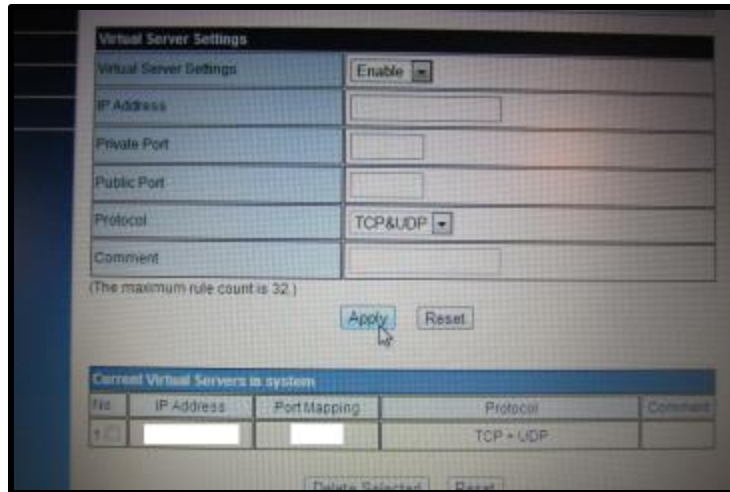 Virtual Server Settings
Virtual Server Settings Enable
IP Address
Private Port
Public Port
Protocol TCP&UDP
Comment
(The maximum rule count is 32.)
Apply Reset
Current Virtual Servers in system
No. IP Address Port Mapping Protocol Comment
1 TCP + UDP
Delete Selected Reset